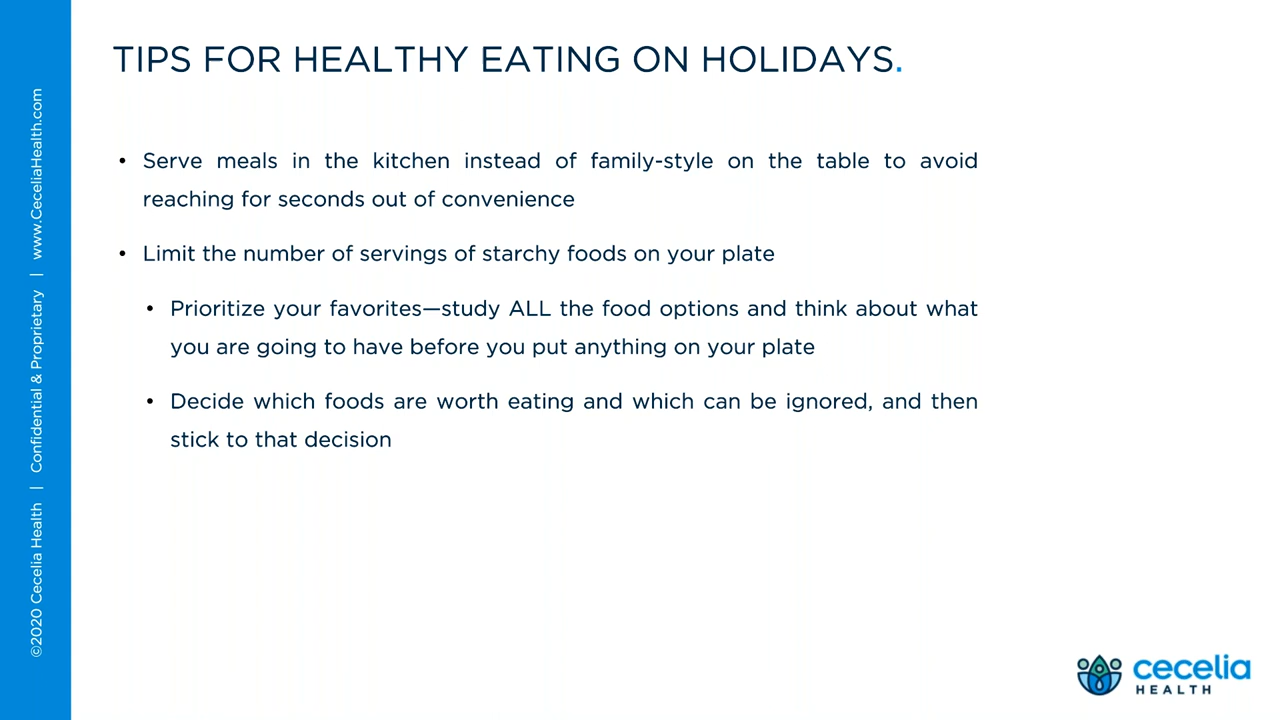 TIPS FOR HEALTHY EATING ON HOLIDAYS.
• Serve meals in the kitchen instead of family-style on the table to avoid
reaching for seconds out of convenience
• Limit the number of servings of starchy foods on your plate
• Prioritize your favorites—study ALL the food options and think about what
you are going to have before you put anything on your plate
• Decide which foods are worth eating and which can be ignored, and then
stick to that decision
©2020 Cecelia Health | Confidential & Proprietary | www.CeceliaHealth.com
cecelia
HEALTH